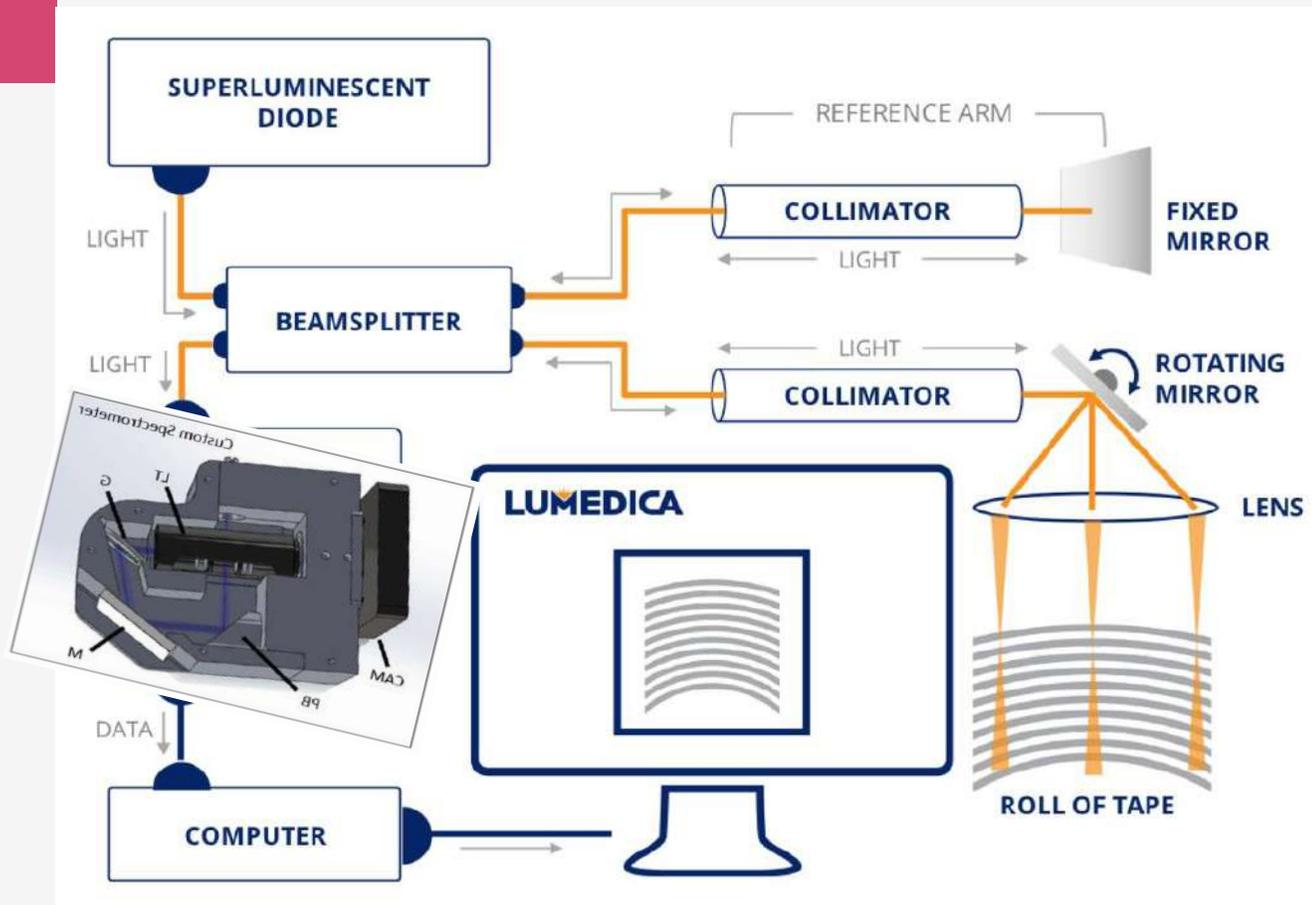 SUPERLUMINESCENT
DIODE
REFERENCE ARM
COLLIMATOR
FIXED
MIRROR
LIGHT
LIGHT
BEAMSPLITTER
LIGHT
LIGHT
COLLIMATOR
ROTATING
MIRROR
Custom Spectrometer
G
LT
M
PB
CAM
LUMEDICA
LENS
DATA
COMPUTER
ROLL OF TAPE